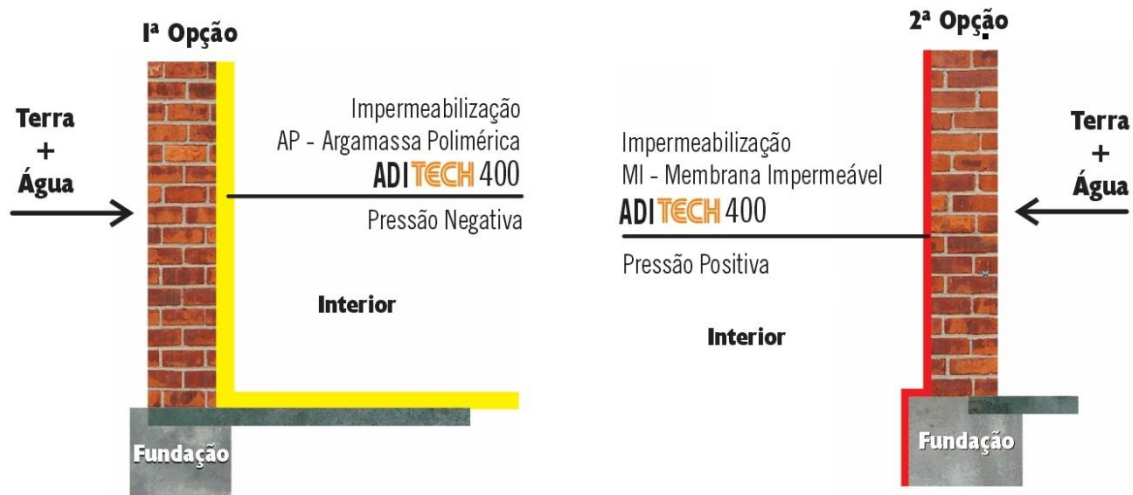 1ª Opção
Terra
+
Água
Impermeabilização
AP - Argamassa Polimérica
ADITECH 400
Pressão Negativa
Interior
Fundação
2ª Opção
Impermeabilização
MI - Membrana Impermeável
ADITECH 400
Pressão Positiva
Interior
Terra
+
Água
Fundação